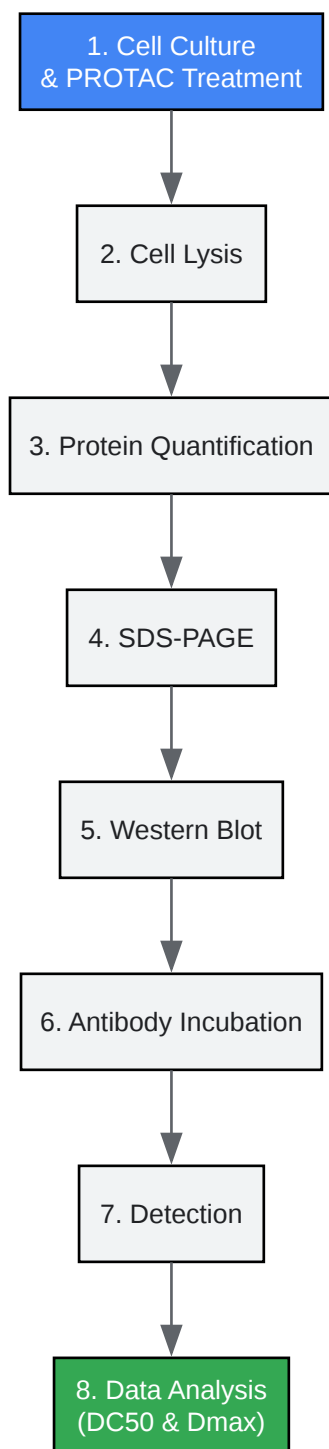 1. Cell Culture
& PROTAC Treatment
2. Cell Lysis
3. Protein Quantification
4. SDS-PAGE
5. Western Blot
6. Antibody Incubation
7. Detection
8. Data Analysis
(DC50 & Dmax)